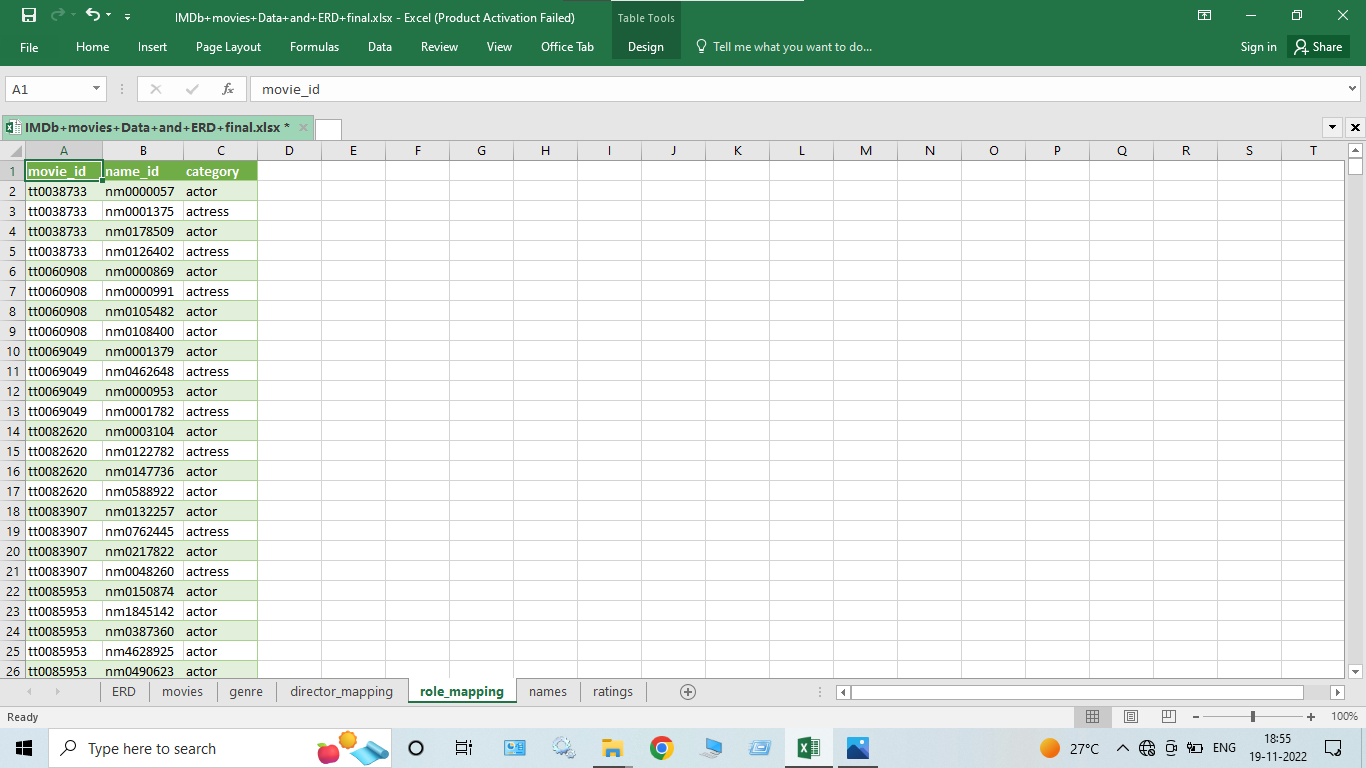 IMDb+movies+Data+and+ERD+final.xlsx - Excel (Product Activation Failed)
Table Tools
File Home Insert Page Layout Formulas Data Review View Office Tab Design Tell me what you want to do... Sign in Share
A1 fx movie_id
IMDb+movies+Data+and+ERD+final.xlsx *
A B C D E F G H I J K L M N O P Q R S T
1 movie_id name_id category
2 tt0038733 nm0000057 actor
3 tt0038733 nm0001375 actress
4 tt0038733 nm0178509 actor
5 tt0038733 nm0126402 actress
6 tt0060908 nm0000869 actor
7 tt0060908 nm0000991 actress
8 tt0060908 nm0105482 actor
9 tt0060908 nm0108400 actor
10 tt0069049 nm0001379 actor
11 tt0069049 nm0462648 actress
12 tt0069049 nm0000953 actor
13 tt0069049 nm0001782 actress
14 tt0082620 nm0003104 actor
15 tt0082620 nm0122782 actress
16 tt0082620 nm0147736 actor
17 tt0082620 nm0588922 actor
18 tt0083907 nm0132257 actor
19 tt0083907 nm0762445 actress
20 tt0083907 nm0217822 actor
21 tt0083907 nm0048260 actress
22 tt0085953 nm0150874 actor
23 tt0085953 nm1845142 actor
24 tt0085953 nm0387360 actor
25 tt0085953 nm4628925 actor
26 tt0085953 nm0490623 actor
ERD movies genre director_mapping role_mapping names ratings
Ready 100%
Type here to search 27°C ENG 18:55
19-11-2022